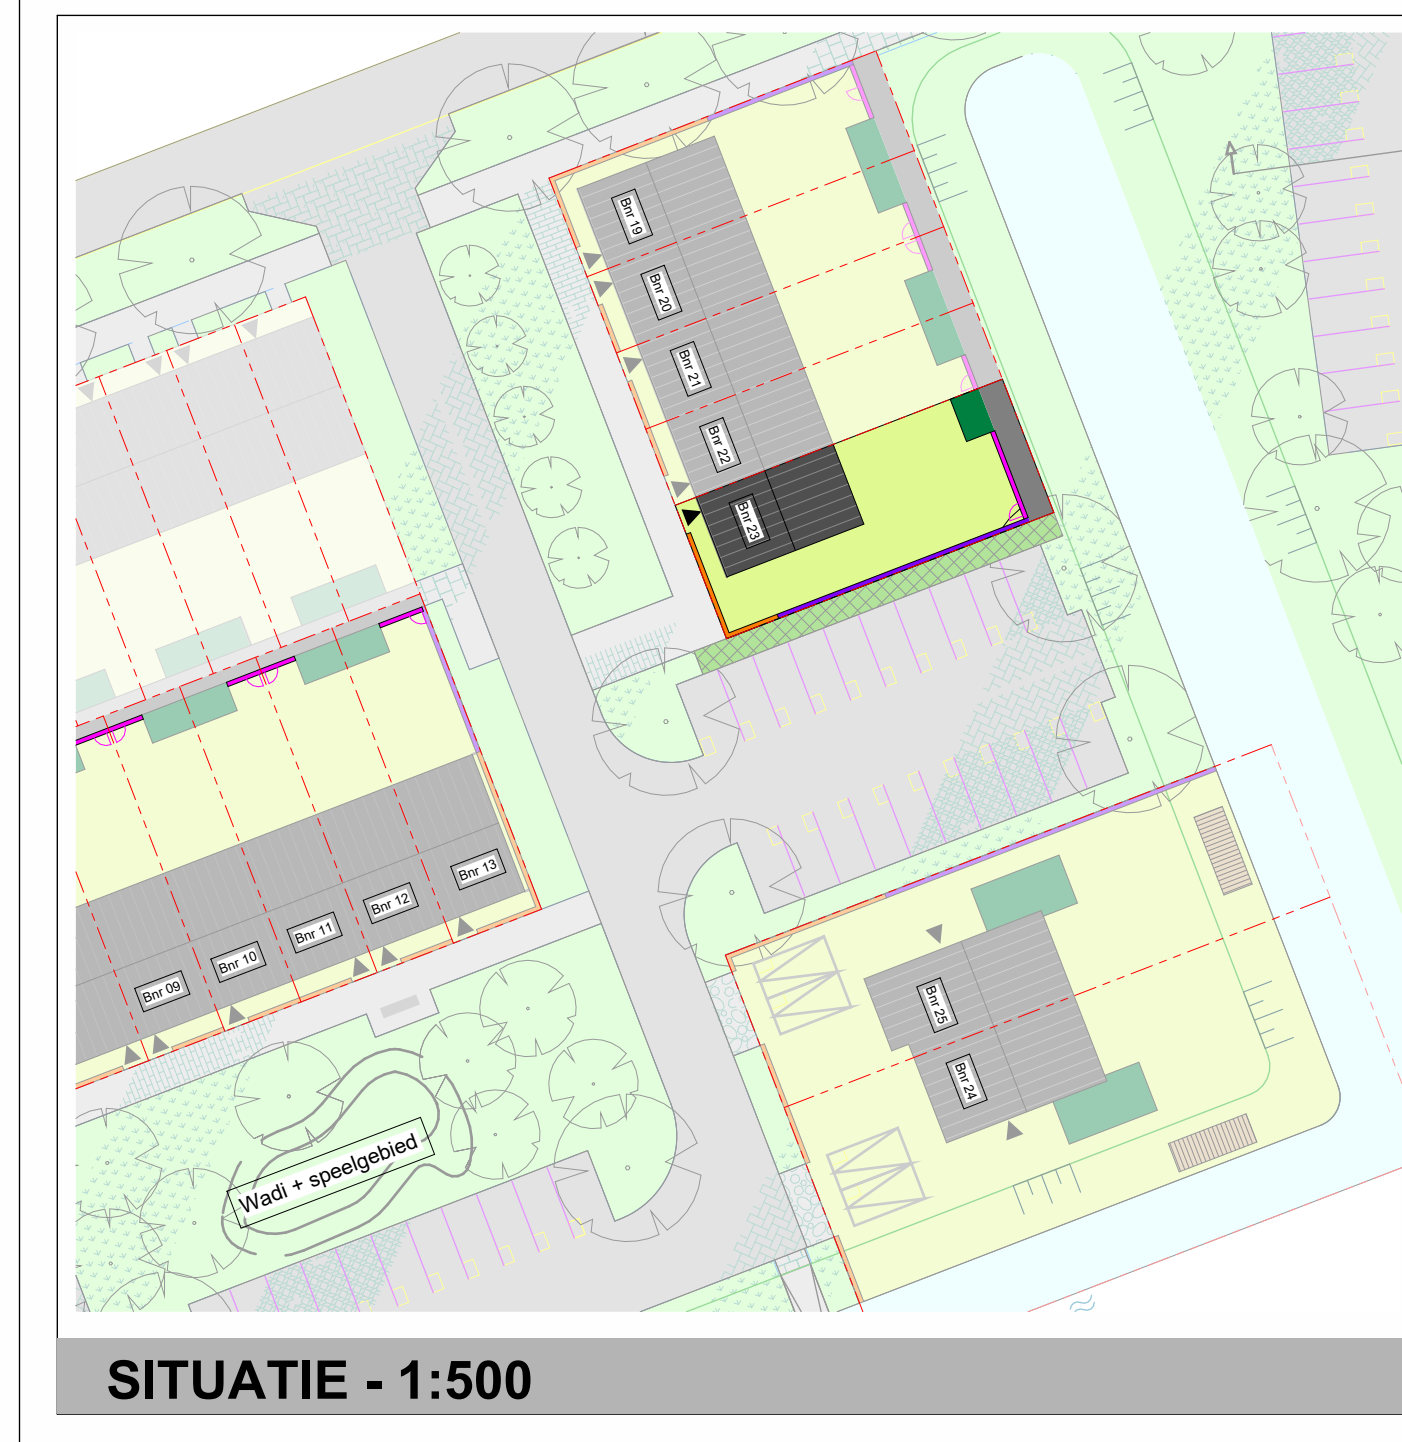 Bnr 19
Bnr 20
Bnr 21
Bnr 22
Bnr 23
Bnr 13
Bnr 12
Bnr 11
Bnr 10
Bnr 09
Bnr 25
Bnr 24
Wadi + speelgebied
SITUATIE - 1:500